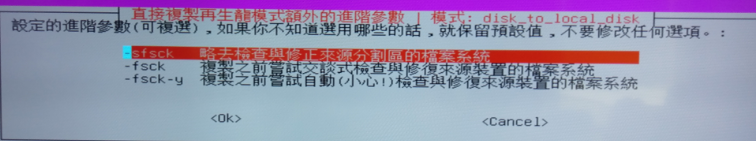 直接複製再生龍模式額外的進階參數 | 模式: disk_to_local_disk
設定的進階參數(可複選),如果你不知道選用哪些的話,就保留預設值,不要修改任何選項。:
-sfsck 略去檢查與修正來源分割區的檔案系統
-fsck 複製之前嘗試交談式檢查與修復來源裝置的檔案系統
-fsck-y 複製之前嘗試自動(小心!)檢查與修復來源裝置的檔案系統
<Ok> <Cancel>